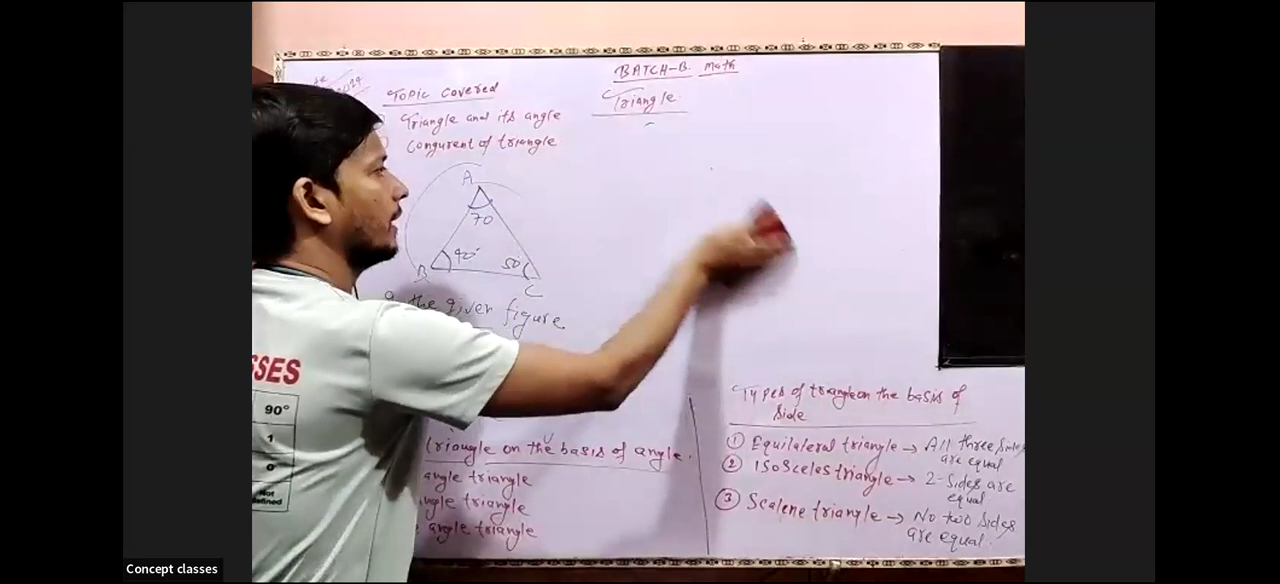 BATCH-B. Math
Triangle
Topic covered
Triangle and its angle
Congurent of triangle
A
70
B
C
the given figure
triangle on the basis of angle.
angle triangle
angle triangle
angle triangle
Types of triangle on the basis of
side
① Equilateral triangle → All three sides
are equal
② Isosceles triangle → 2-sides are
equal
③ Scalene triangle → No two sides
are equal.
SSES
90°
1
0
Not
defined
Concept classes